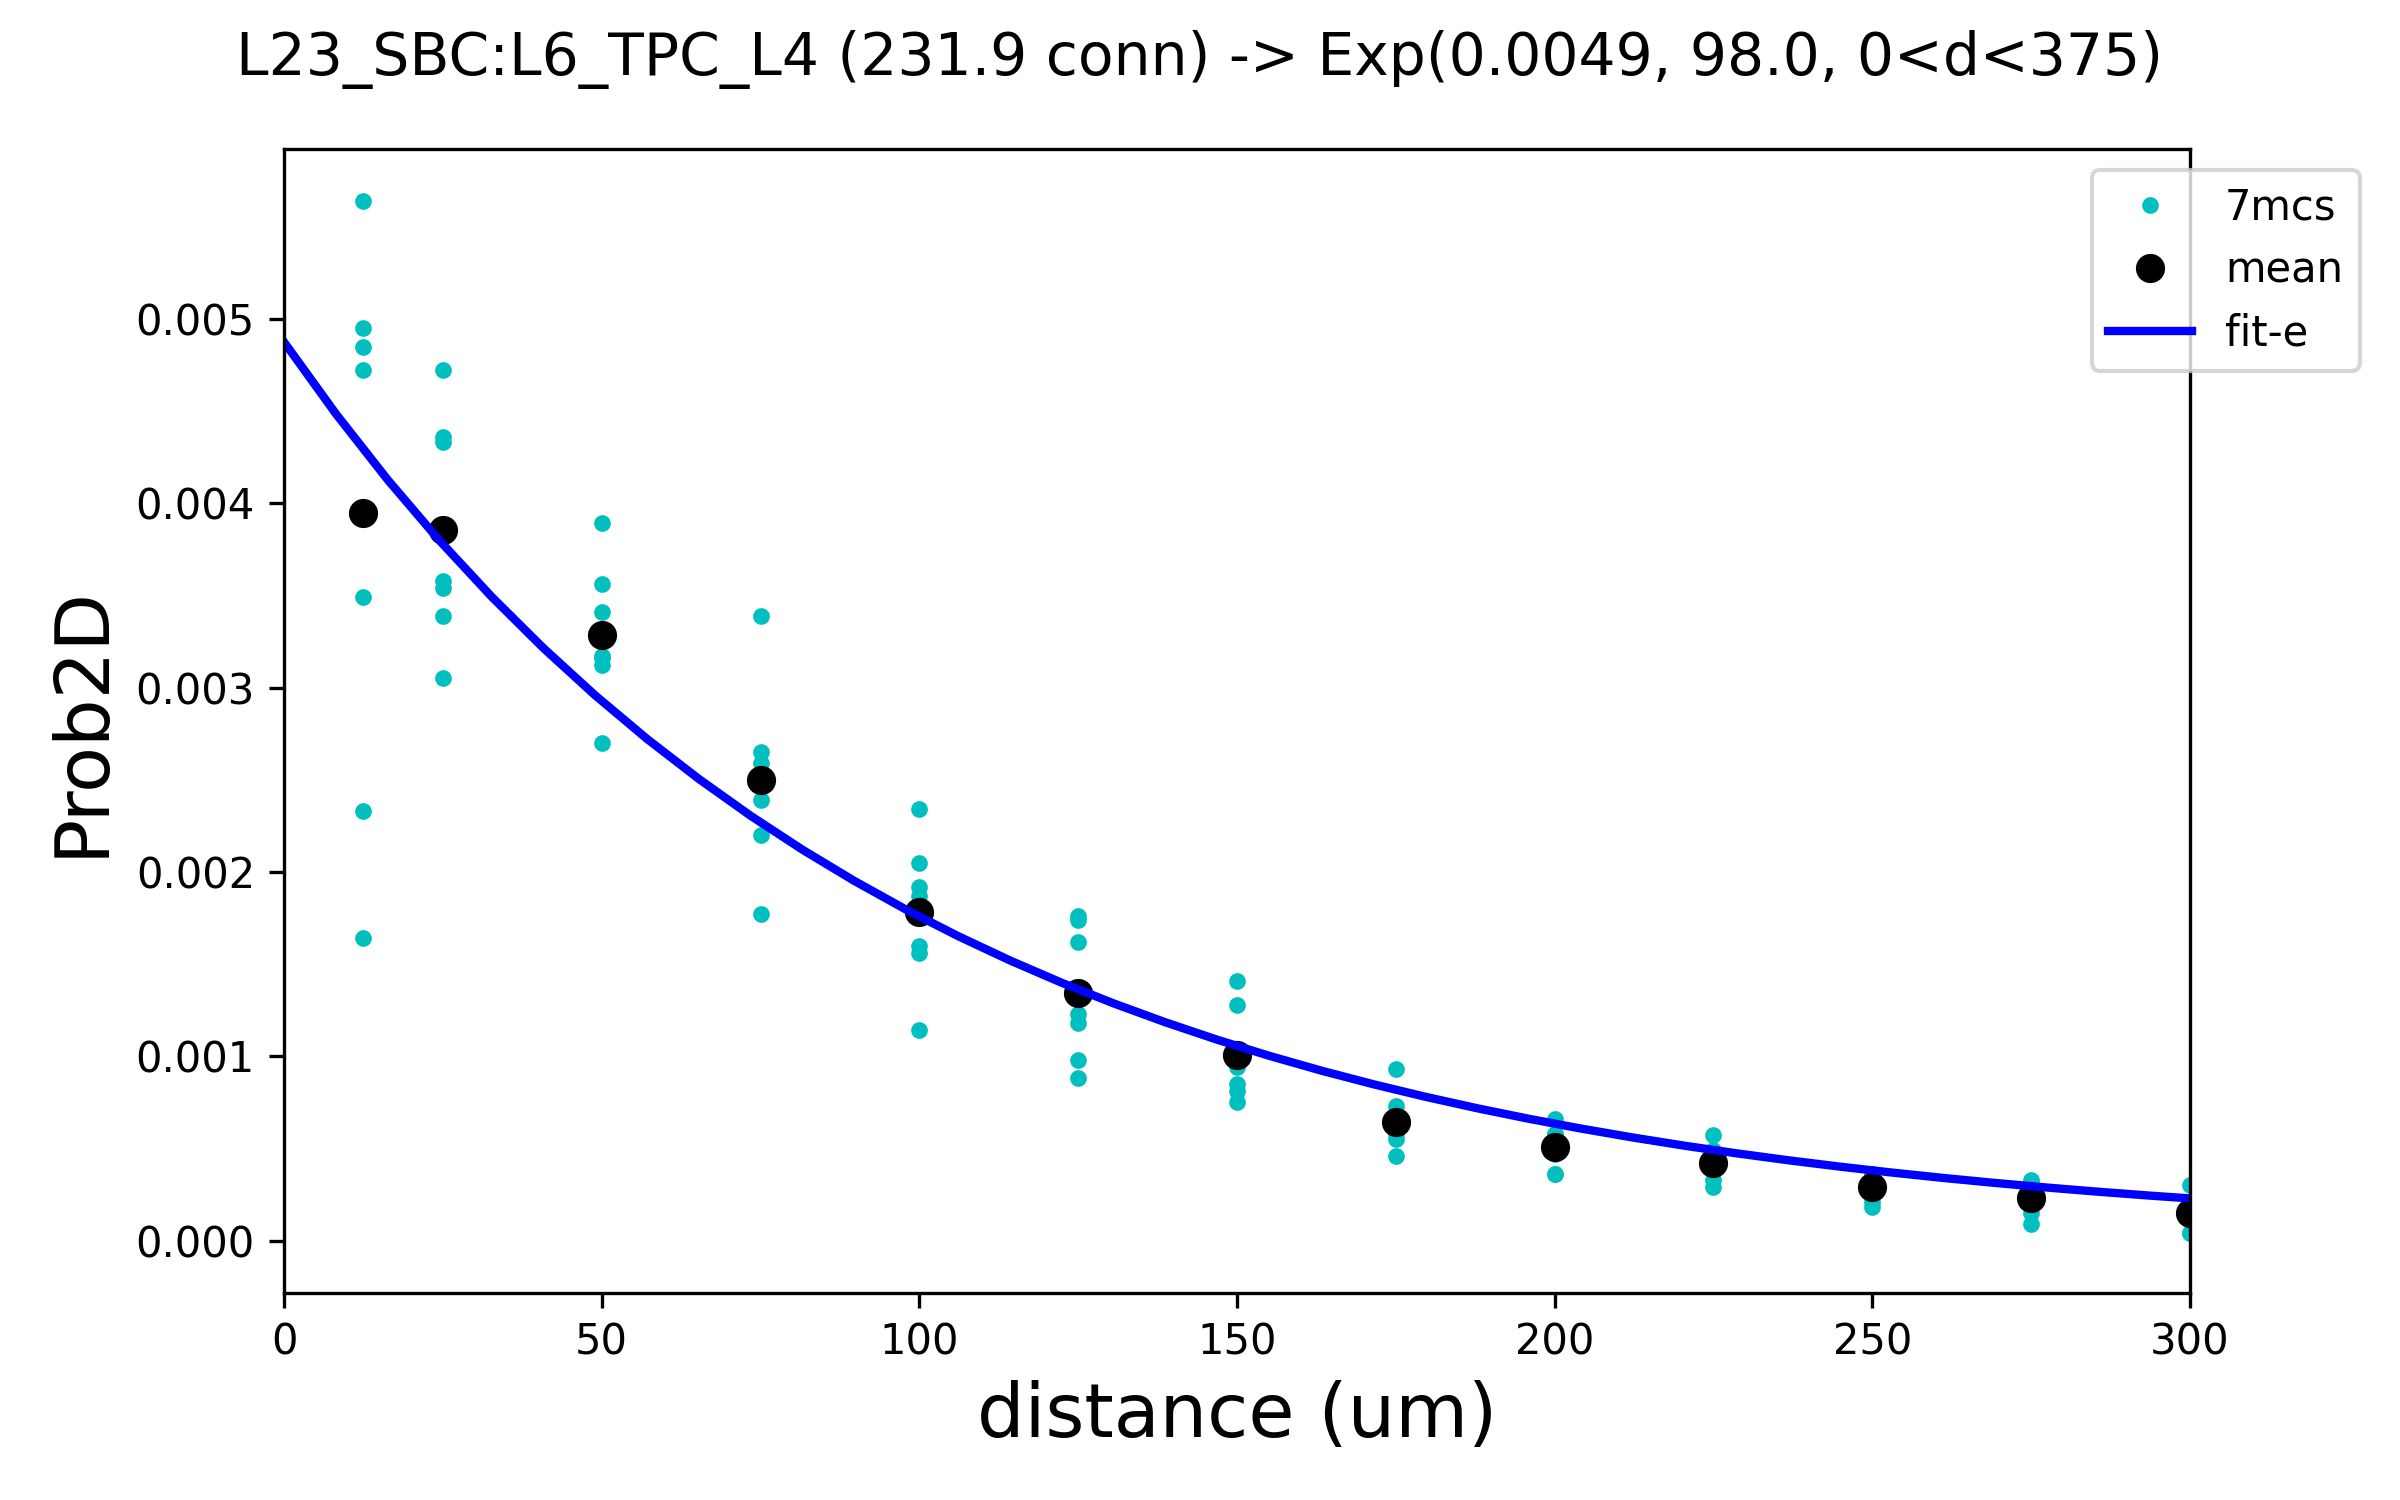 L23_SBC:L6_TPC_L4 (231.9 conn) -> Exp(0.0049, 98.0, 0<d<375)
7mcs
mean
fit-e
0.005
0.004
0.003
0.002
0.001
0.000
Prob2D
0 50 100 150 200 250 300
distance (um)